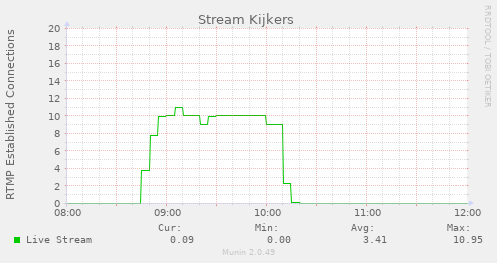 Stream Kijkers
RTMP Established Connections
RRDTOOL / TOBI OETIKER
20
18
16
14
12
10
8
6
4
2
0
08:00 09:00 10:00 11:00 12:00
Cur: Min: Avg: Max:
Live Stream 0.09 0.00 3.41 10.95
Munin 2.0.49